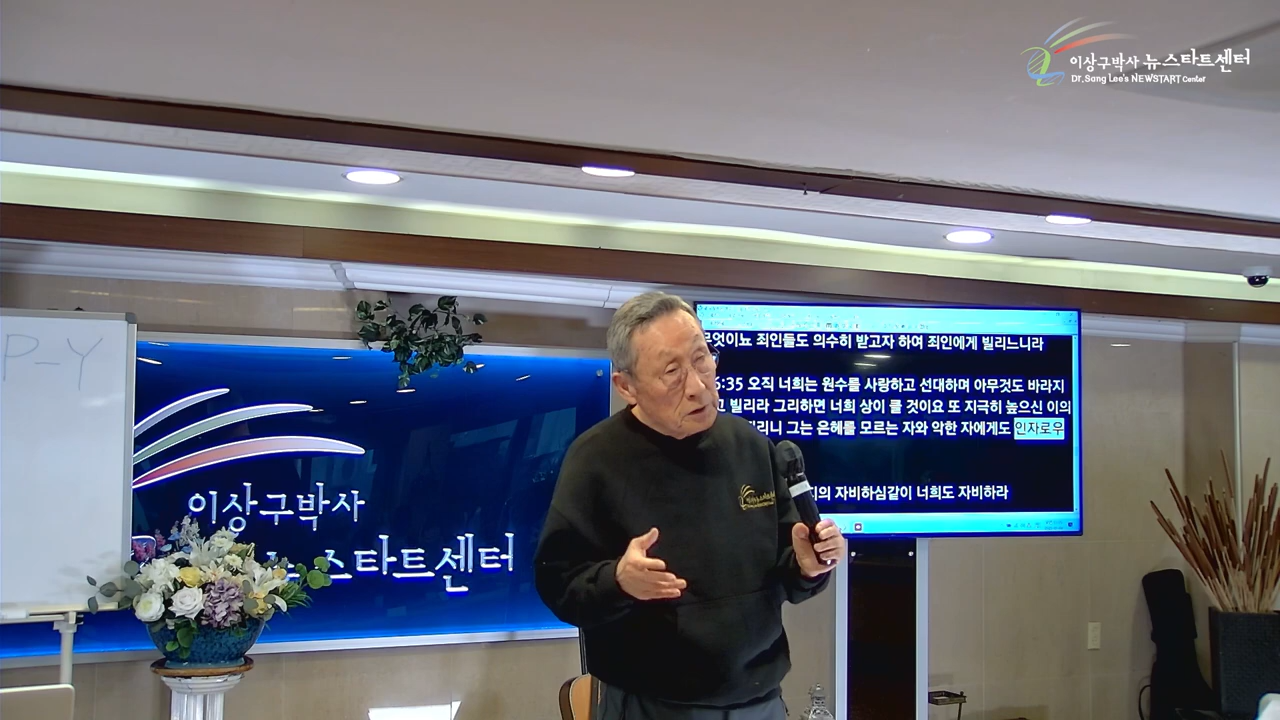 이상구박사 뉴스타트센터
Dr. Sang Lee's NEWSTART Center
P-Y
이상구박사
스타트센터
무엇이뇨 죄인들도 의수히 받고자 하여 죄인에게 빌리느니라
6:35 오직 너희는 원수를 사랑하고 선대하며 아무것도 바라지
고 빌리라 그리하면 너희 상이 클 것이요 또 지극히 높으신 이의
되리니 그는 은혜를 모르는 자와 악한 자에게도 인자로우
의 자비하심같이 너희도 자비하라